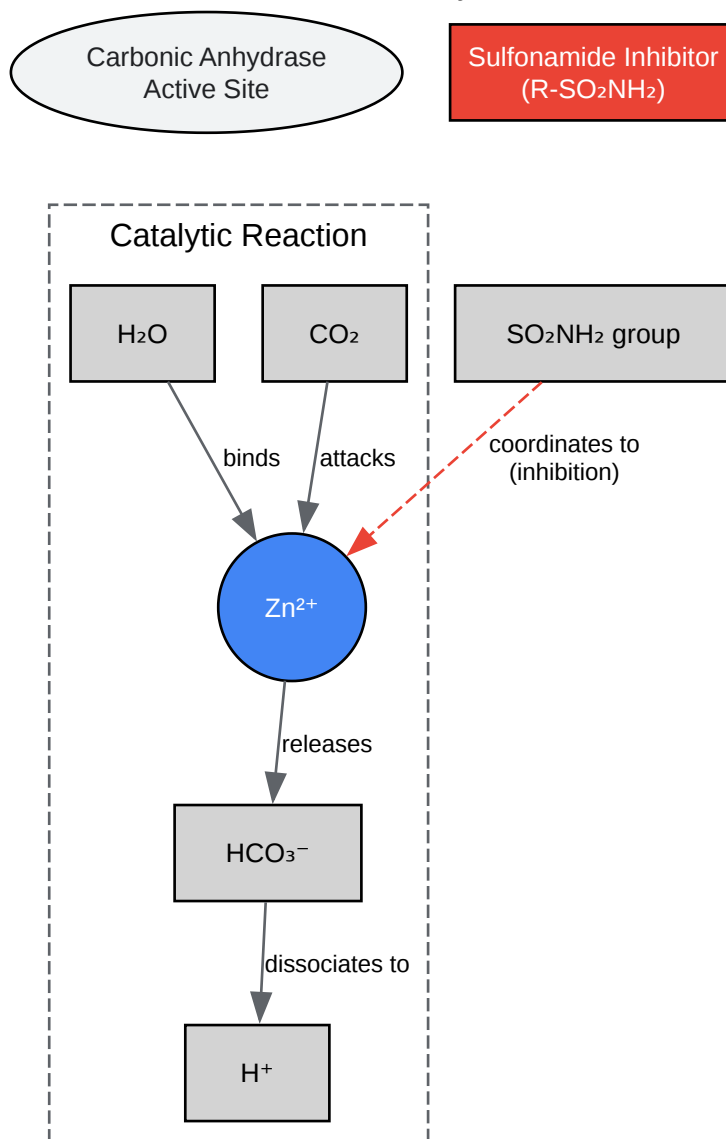 Carbonic Anhydrase
Active Site
Sulfonamide Inhibitor
(R-SO₂NH₂)
Catalytic Reaction
H₂O
CO₂
SO₂NH₂ group
binds
attacks
coordinates to
(inhibition)
Zn²⁺
releases
HCO₃⁻
dissociates to
H⁺